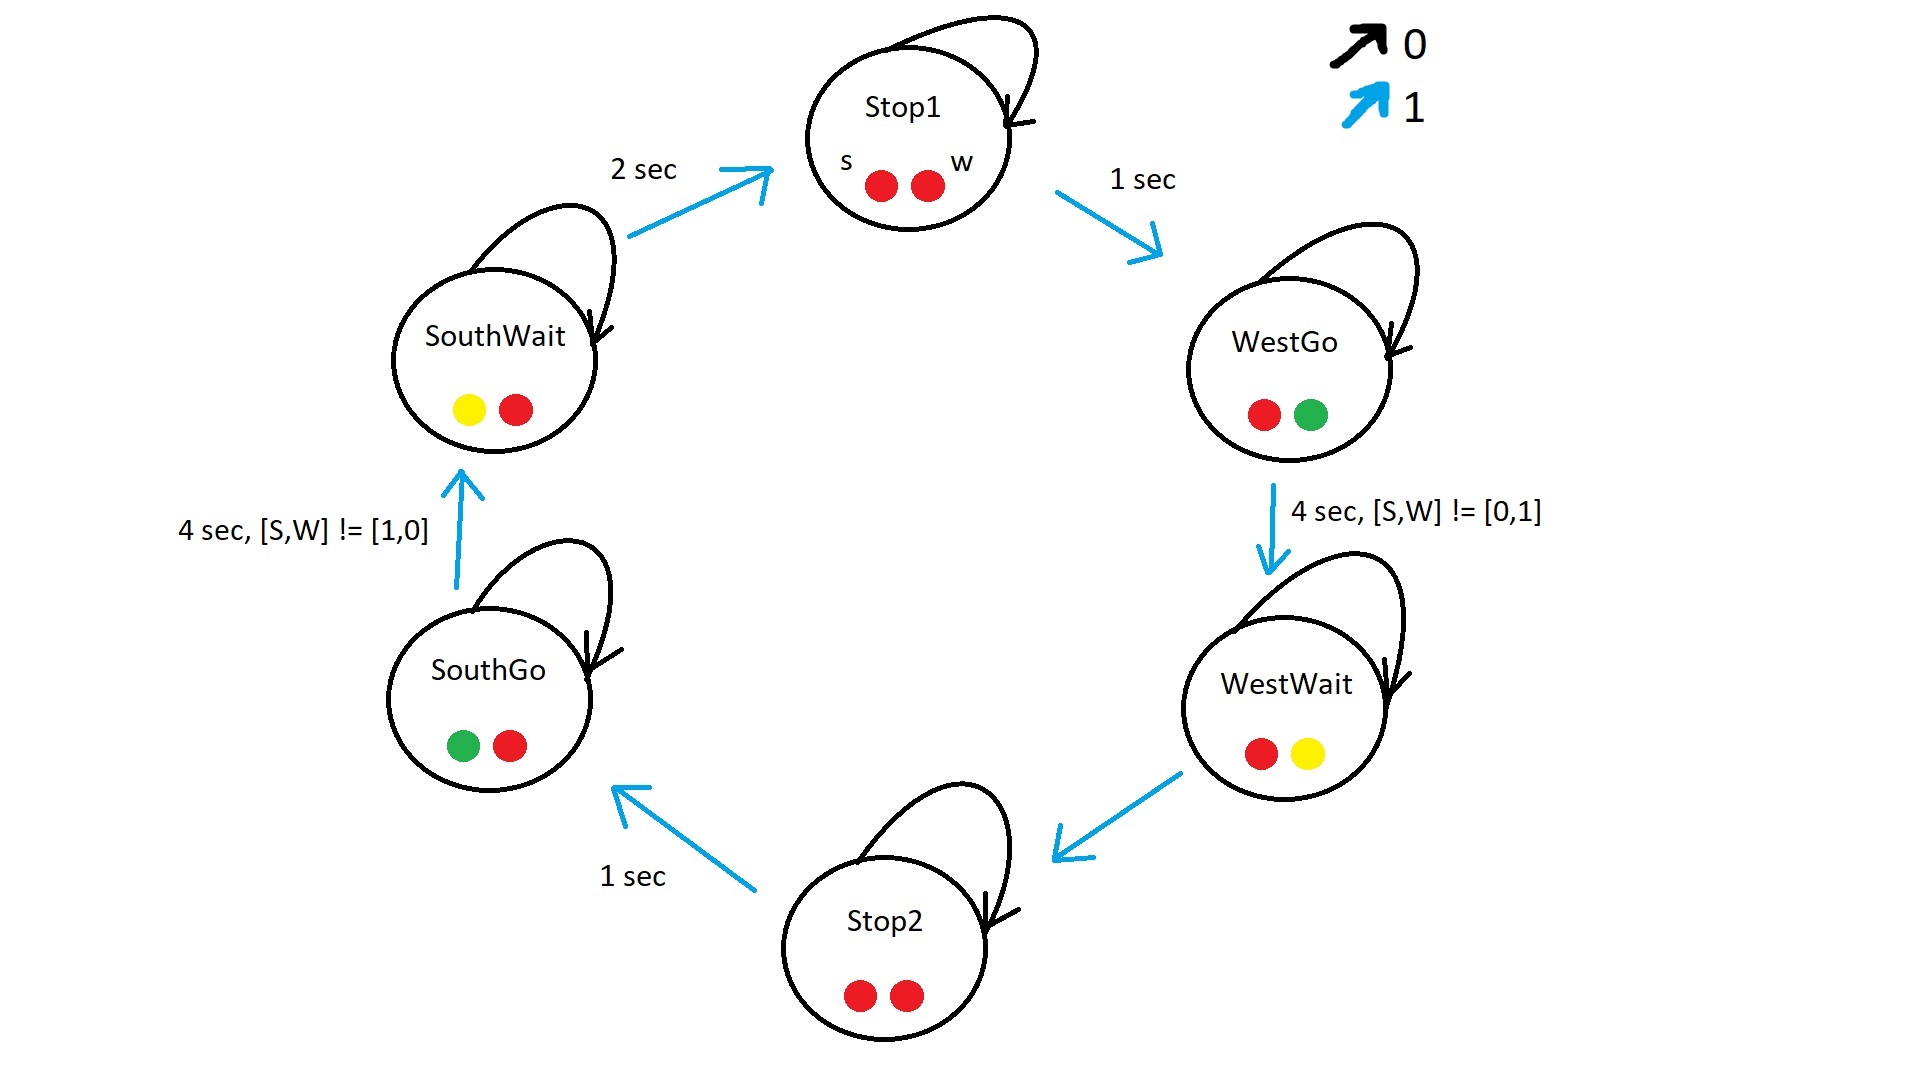 0
1
Stop1
s
w
2 sec
1 sec
SouthWait
WestGo
4 sec, [S,W] != [1,0]
4 sec, [S,W] != [0,1]
SouthGo
WestWait
1 sec
Stop2